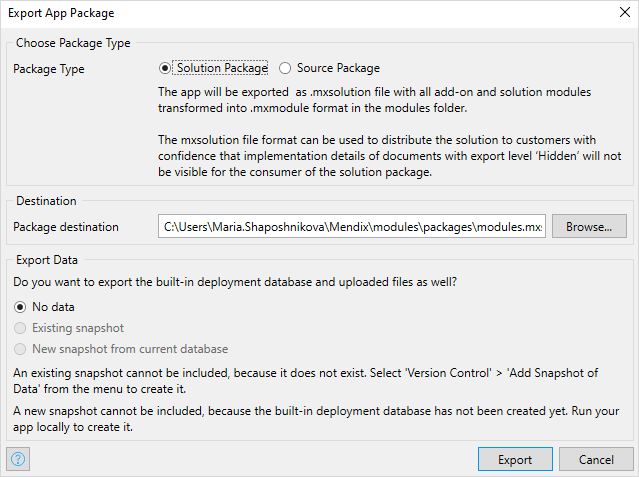 Export App Package
Choose Package Type
Package Type
Solution Package
Source Package
The app will be exported as .mxsolution file with all add-on and solution modules
transformed into .mxmodule format in the modules folder.
The mxsolution file format can be used to distribute the solution to customers with
confidence that implementation details of documents with export level ‘Hidden’ will not
be visible for the consumer of the solution package.
Destination
Package destination
C:\Users\Maria.Shaposhnikova\Mendix\modules\packages\modules.mxs
Browse...
Export Data
Do you want to export the built-in deployment database and uploaded files as well?
No data
Existing snapshot
New snapshot from current database
An existing snapshot cannot be included, because it does not exist. Select 'Version Control' > 'Add Snapshot of
Data' from the menu to create it.
A new snapshot cannot be included, because the built-in deployment database has not been created yet. Run your
app locally to create it.
?
Export
Cancel